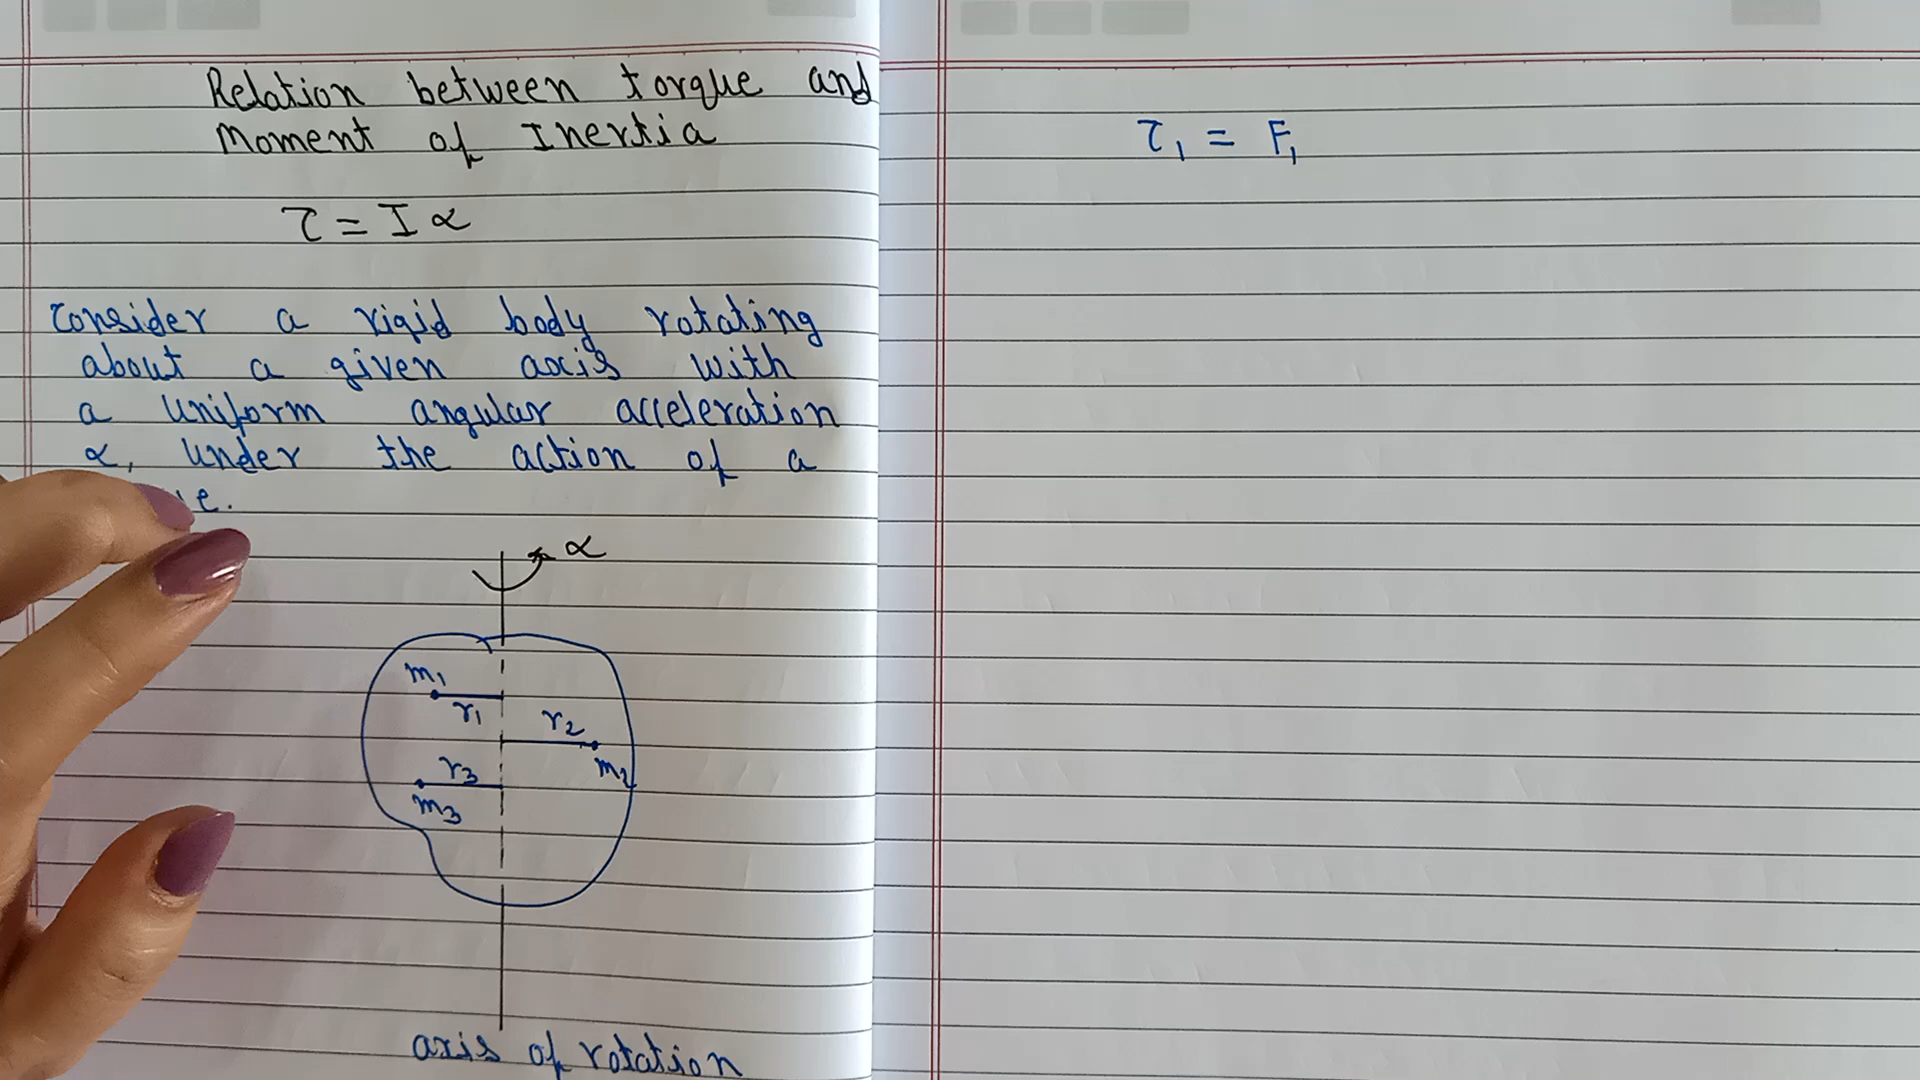 Relation between torque and
Moment of Inertia
τ = I α
Consider a rigid body rotating
about a given axis with
a uniform angular acceleration
α, under the action of a
α
m₁
r₁
r₂
m₂
r₃
m₃
axis of rotation
τ₁ = F₁